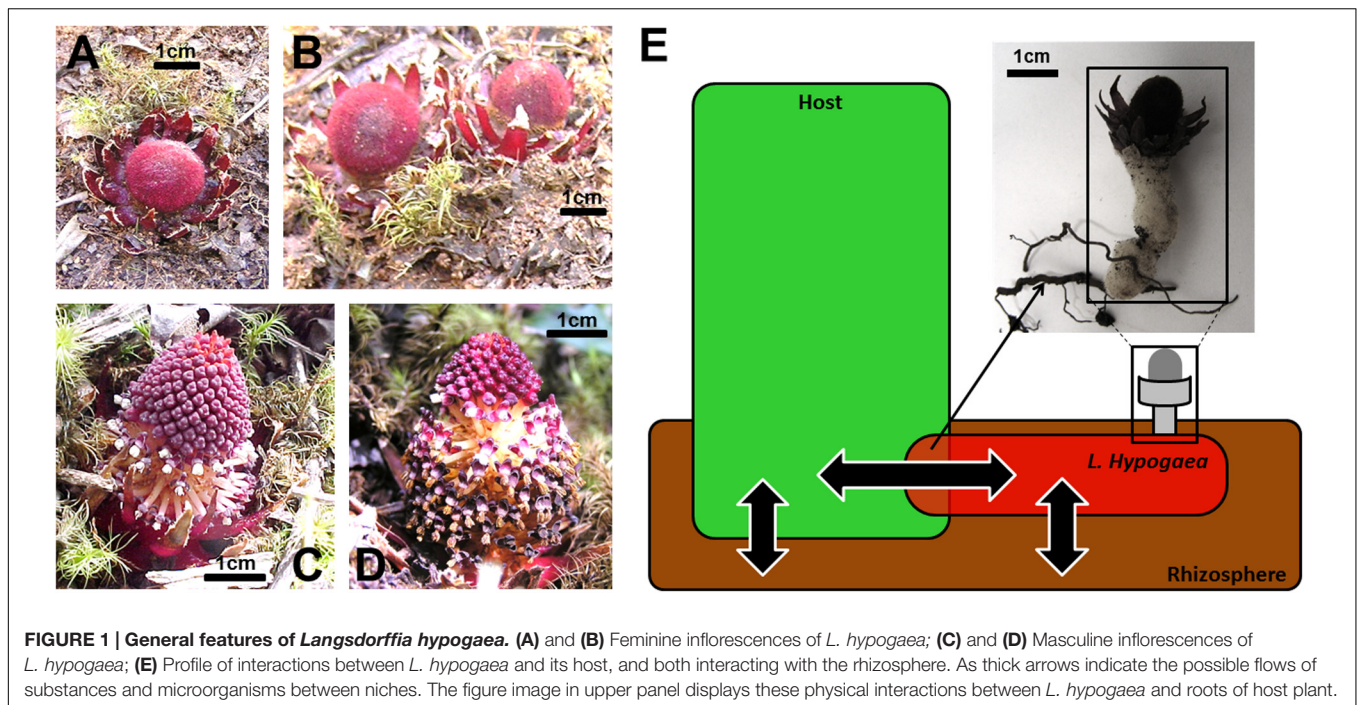 A
1cm
B
1cm
C
1cm
D
1cm
E
1cm
Host
L. Hypogaea
Rhizosphere
FIGURE 1 | General features of Langsdorffia hypogaea. (A) and (B) Feminine inflorescences of L. hypogaea; (C) and (D) Masculine inflorescences of
L. hypogaea; (E) Profile of interactions between L. hypogaea and its host, and both interacting with the rhizosphere. As thick arrows indicate the possible flows of
substances and microorganisms between niches. The figure image in upper panel displays these physical interactions between L. hypogaea and roots of host plant.